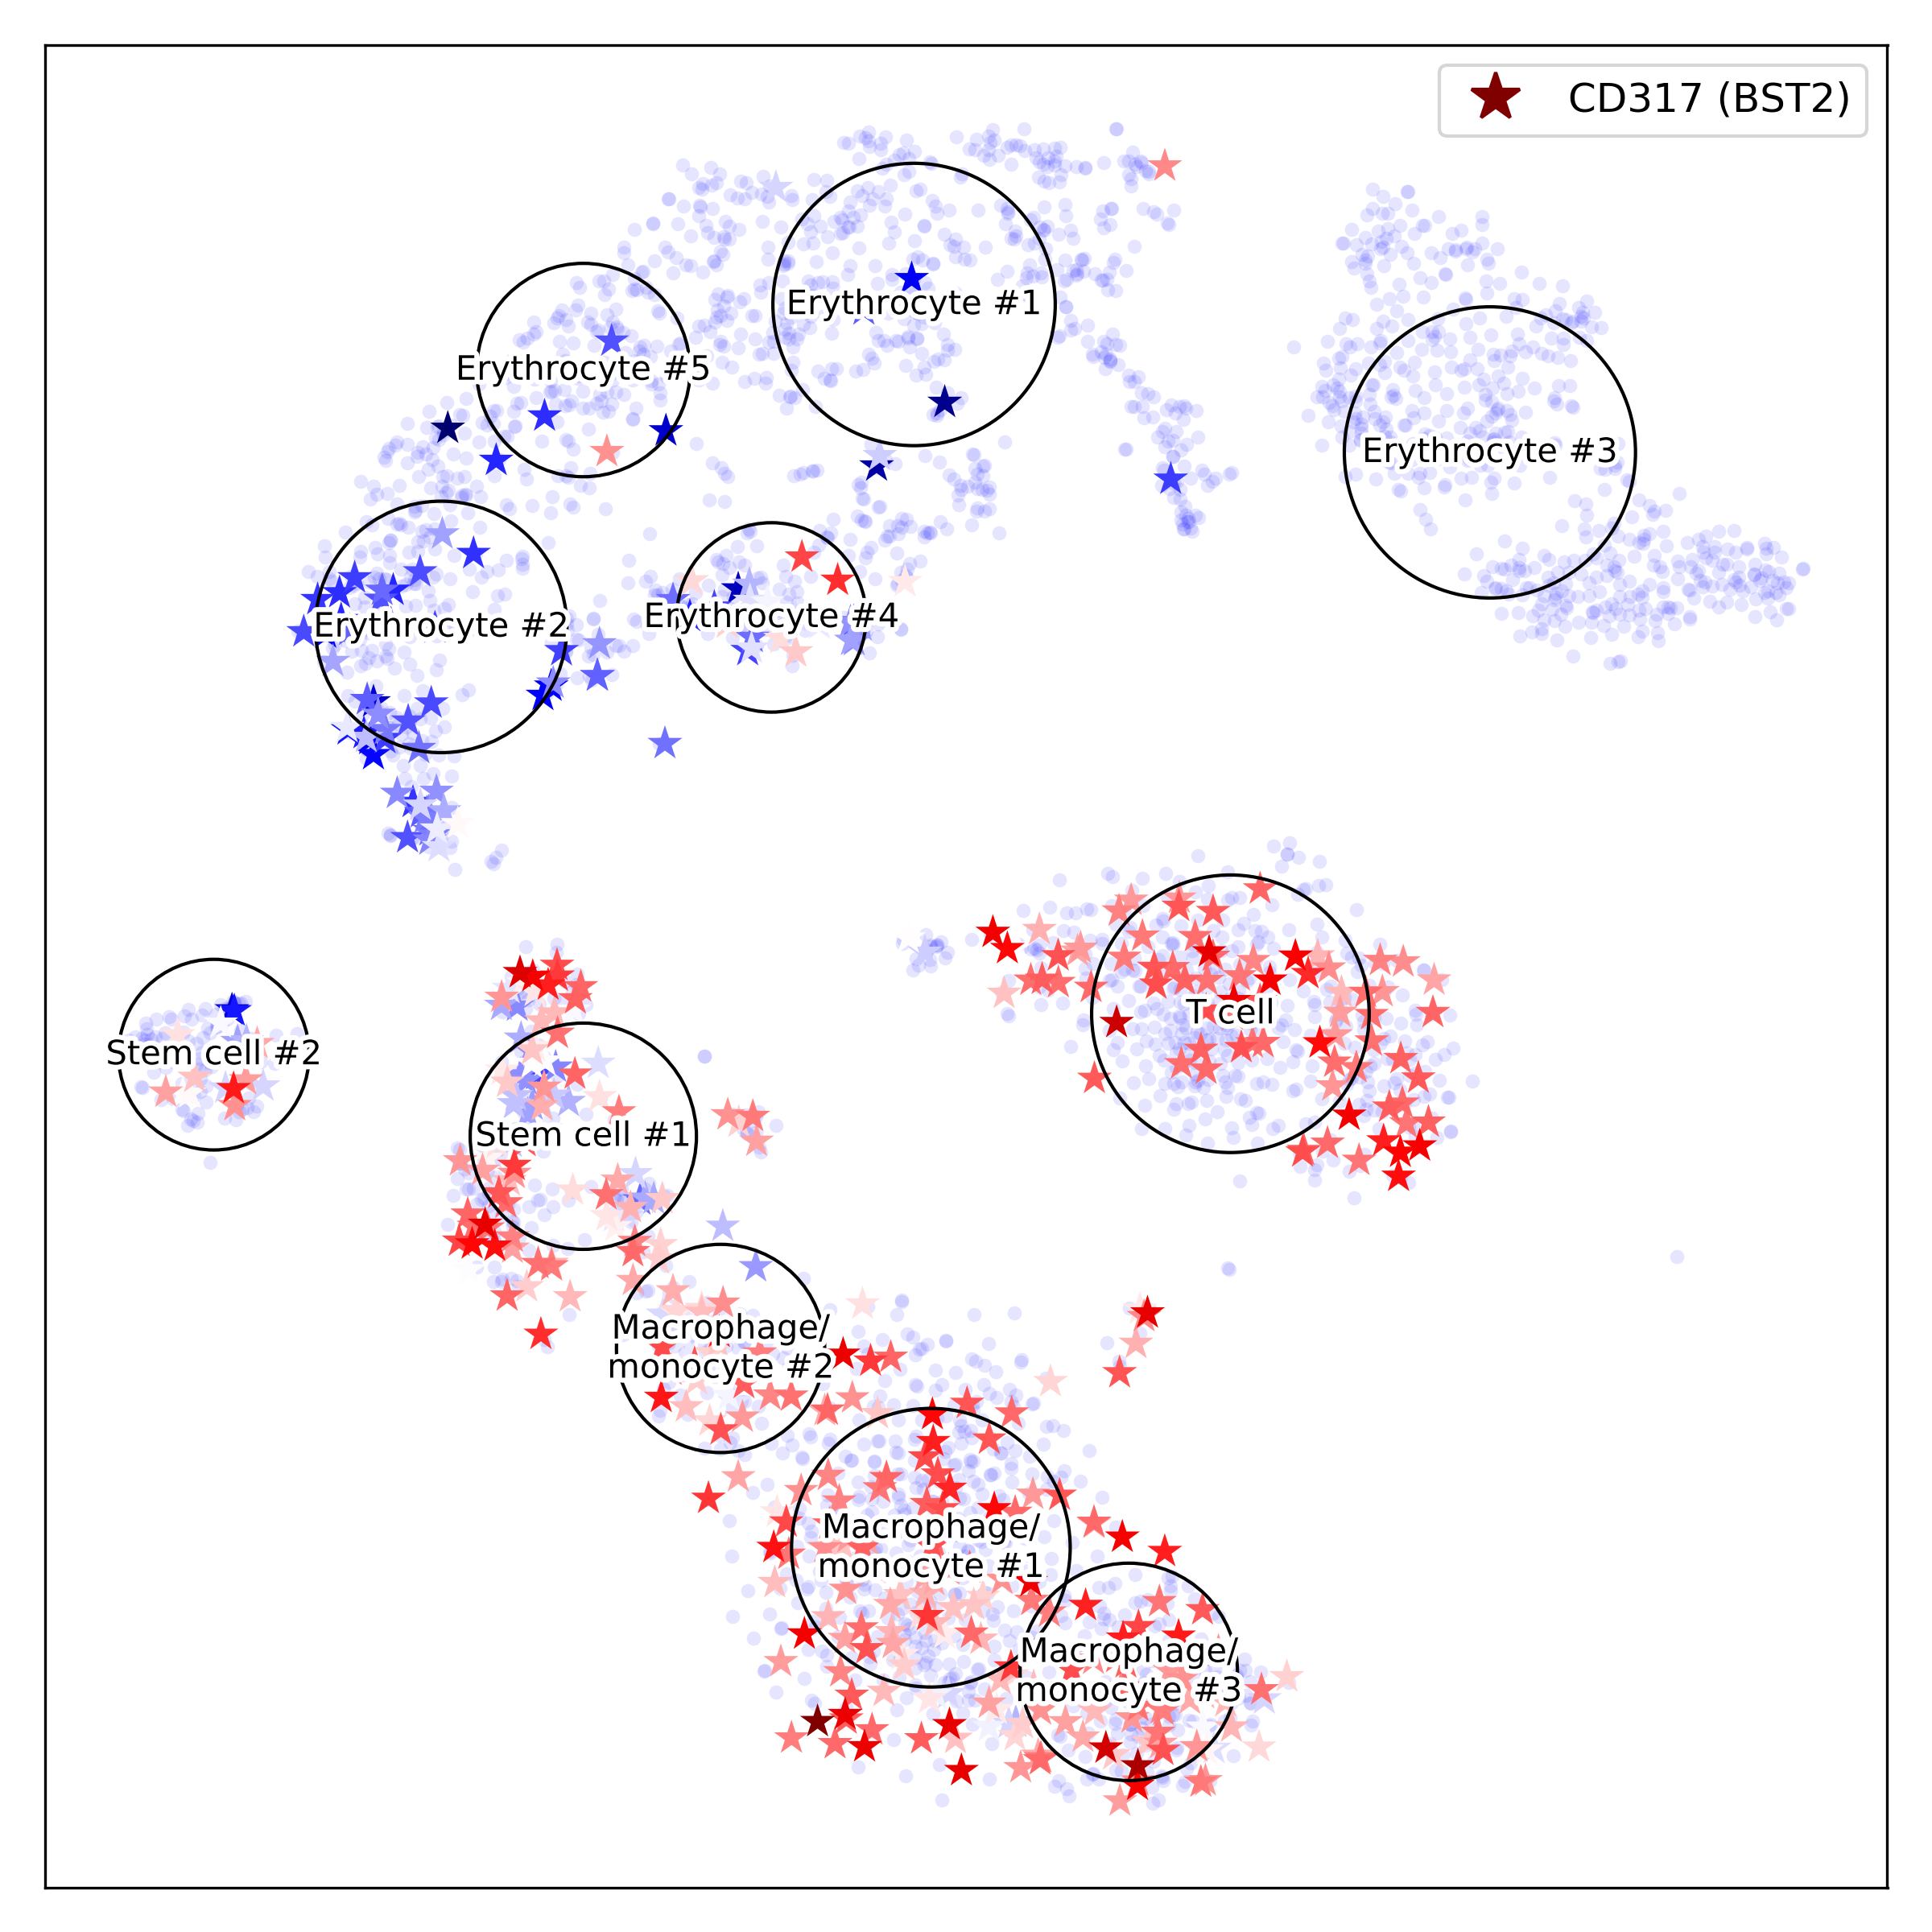 CD317 (BST2)
Erythrocyte #1
Erythrocyte #5
Erythrocyte #3
Erythrocyte #4
Erythrocyte #2
T cell
Stem cell #2
Stem cell #1
Macrophage/
monocyte #2
Macrophage/
monocyte #1
Macrophage/
monocyte #3